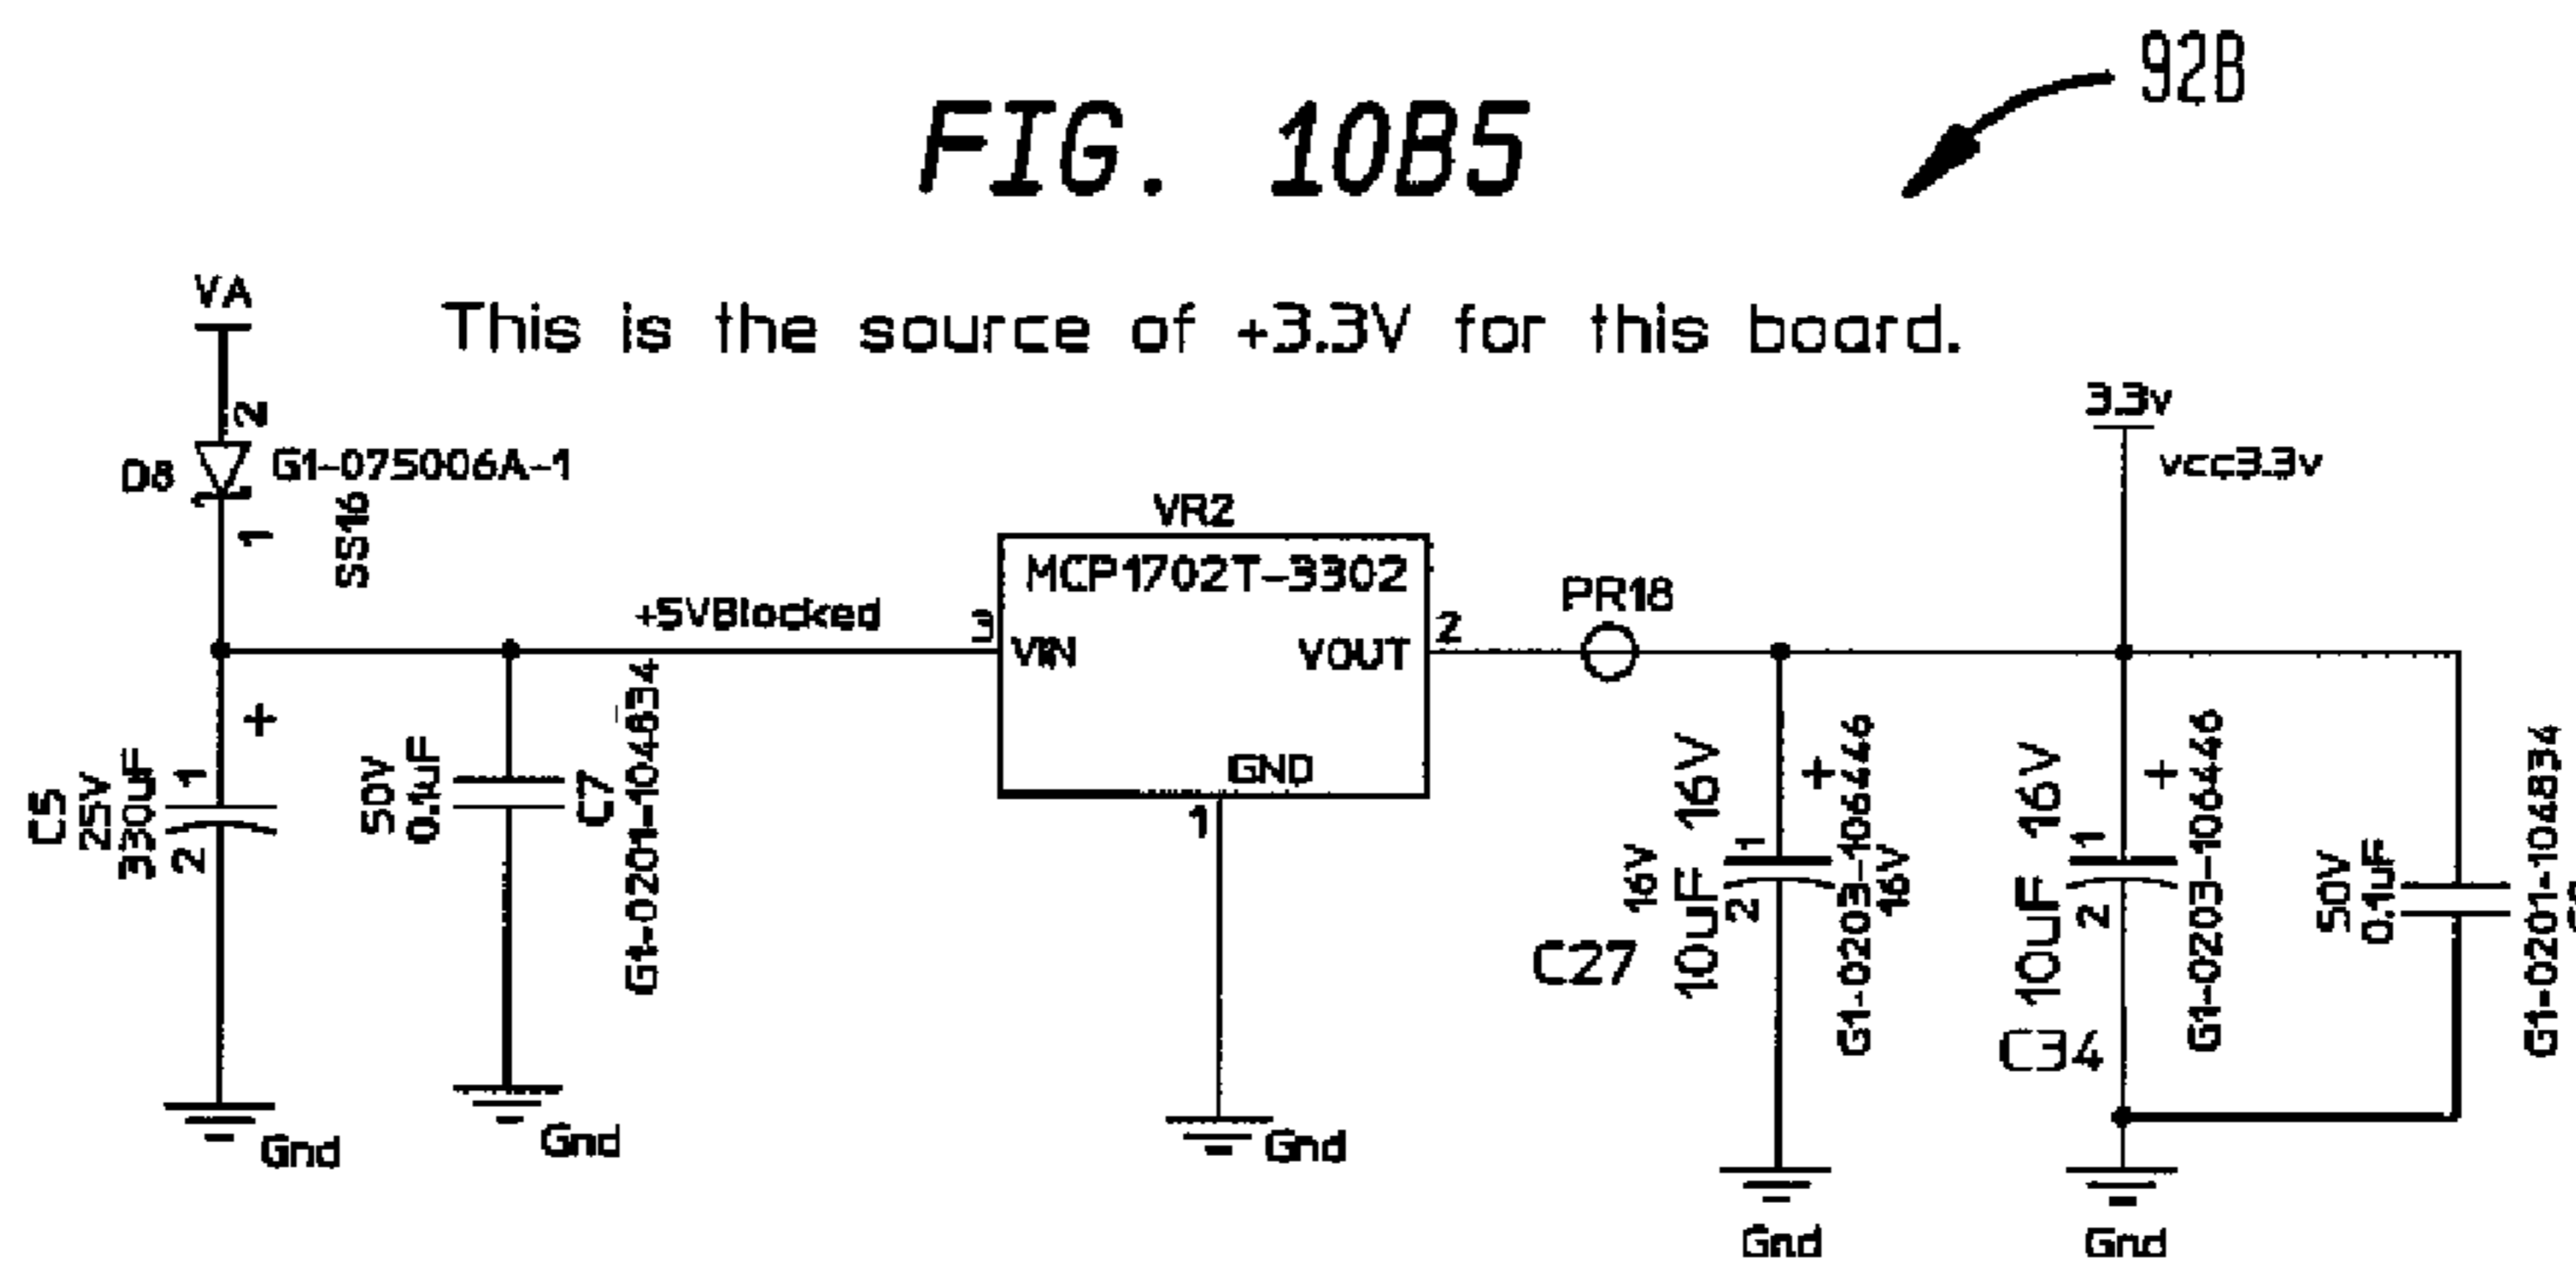 FIG. 10B5
92B
This is the source of +3.3V for this board.
VA
2
D8
G1-075006A-1
SS16
1
+5VBlocked
VR2
MCP1702T-3302
3
VIN
VOUT
2
GND
1
PR18
3.3v
vcc3.3v
C5
25V
330uF
+
1
2
50V
0.1uF
C7
G1-0201-104834
Gnd
Gnd
Gnd
C27
16V
10uF 16V
+
1
2
G1-0203-106446
16V
Gnd
C34
10uF 16V
+
1
2
G1-0203-106446
Gnd
50V
0.1uF
G1-0201-104834